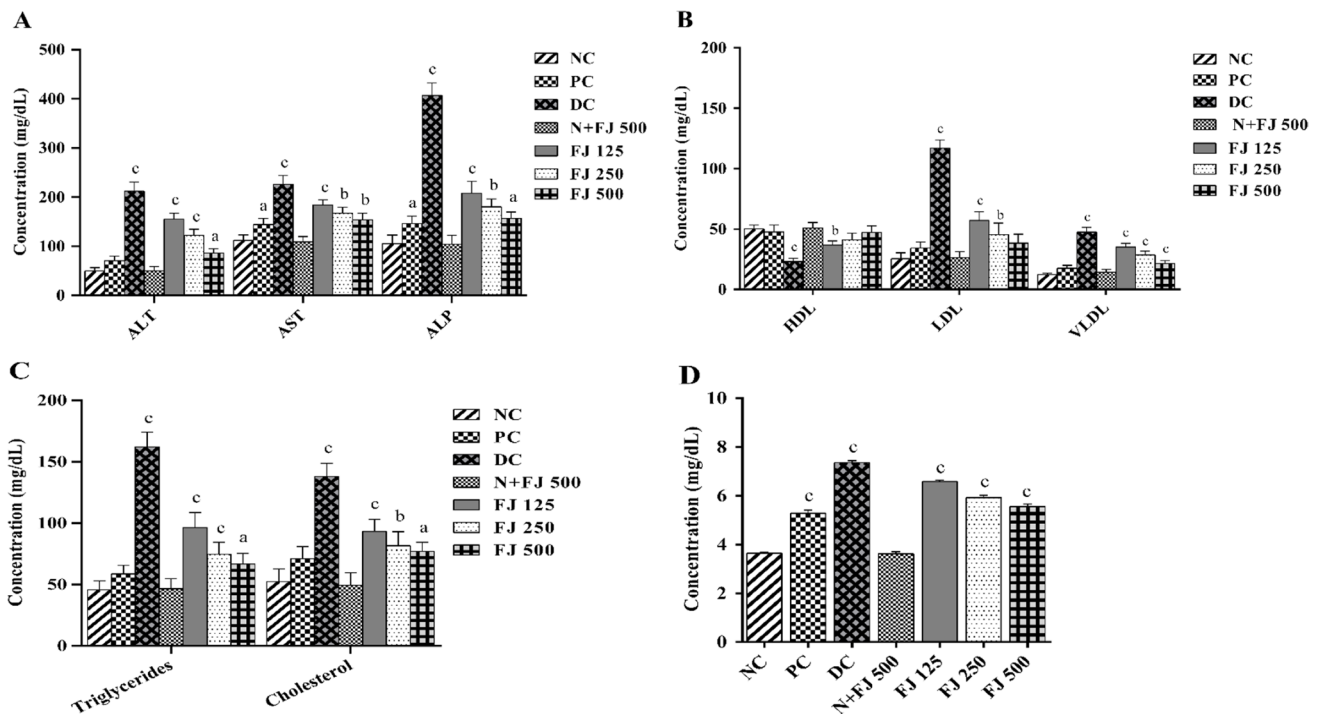 A
Concentration (mg/dL)
500
400
300
200
100
0
c
a
c
c
c
c
a
c
b
b
c
a
c
b
a
ALT
AST
ALP
NC
PC
DC
N+FJ 500
FJ 125
FJ 250
FJ 500
B
Concentration (mg/dL)
200
150
100
50
0
c
b
c
c
b
c
c
c
c
HDL
LDL
VLDL
NC
PC
DC
N+FJ 500
FJ 125
FJ 250
FJ 500
C
Concentration (mg/dL)
200
150
100
50
0
c
c
c
a
c
c
b
a
Triglycerides
Cholesterol
NC
PC
DC
N+FJ 500
FJ 125
FJ 250
FJ 500
D
Concentration (mg/dL)
10
8
6
4
2
0
c
c
c
c
c
NC
PC
DC
N+FJ 500
FJ 125
FJ 250
FJ 500